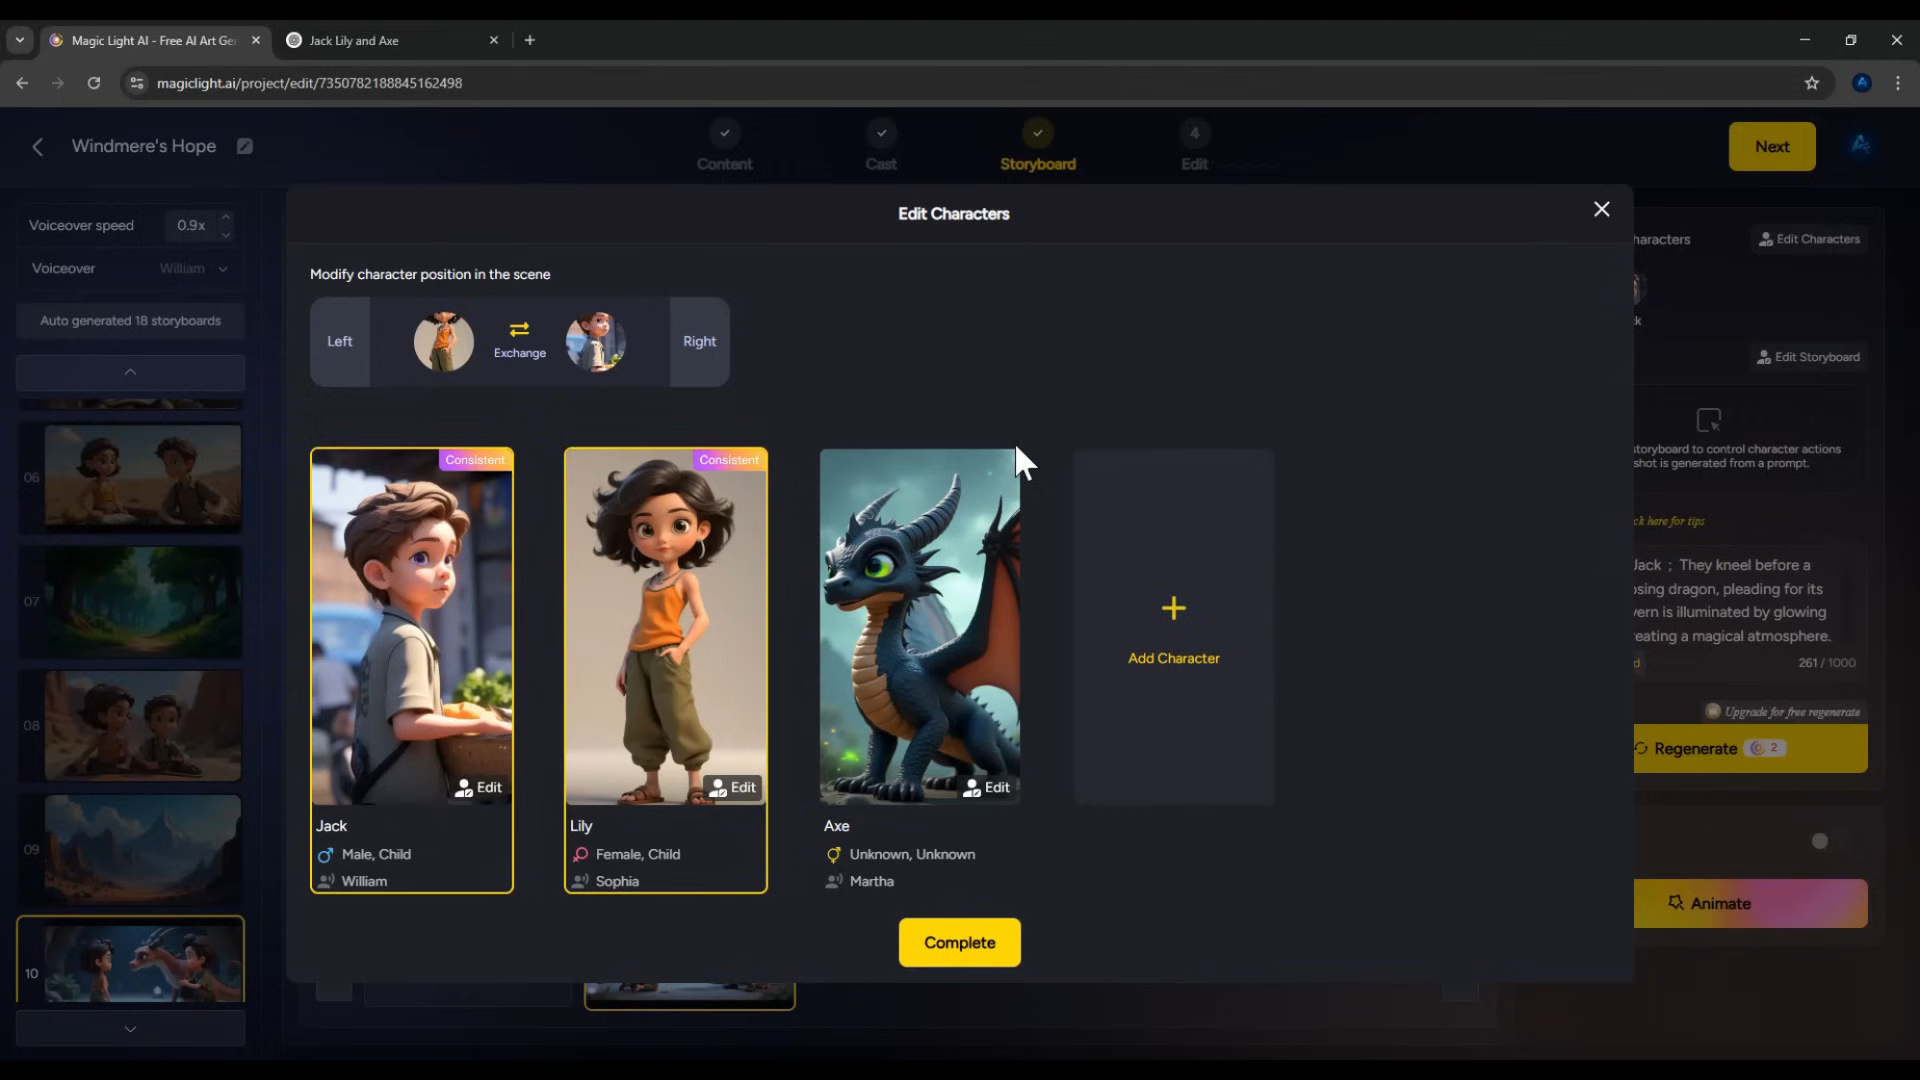 Magic Light AI - Free AI Art Ge
Jack Lily and Axe
magiclight.ai/project/edit/7350782188845162498
Windmere's Hope
Content
Cast
Storyboard
4
Edit
Next
Voiceover speed
0.9x
Voiceover
William
Auto generated 18 storyboards
06
07
08
09
10
Edit Characters
Modify character position in the scene
Left
Exchange
Right
Consistent
Edit
Jack
Male, Child
William
Consistent
Edit
Lily
Female, Child
Sophia
Edit
Axe
Unknown, Unknown
Martha
Add Character
Complete
haracters
Edit Characters
k
Edit Storyboard
storyboard to control character actions
shot is generated from a prompt.
ck here for tips
Jack ; They kneel before a
osing dragon, pleading for its
vern is illuminated by glowing
reating a magical atmosphere.
d
261 / 1000
Upgrade for free regenerate
Regenerate
2
Animate